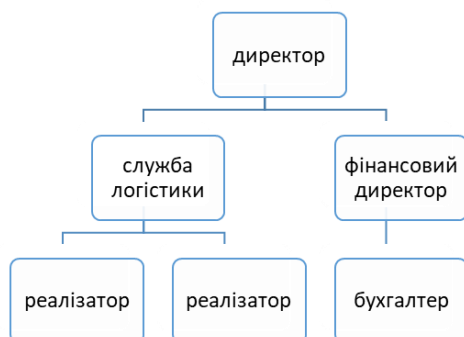 директор
служба
логістики
фінансовий
директор
реалізатор
реалізатор
бухгалтер